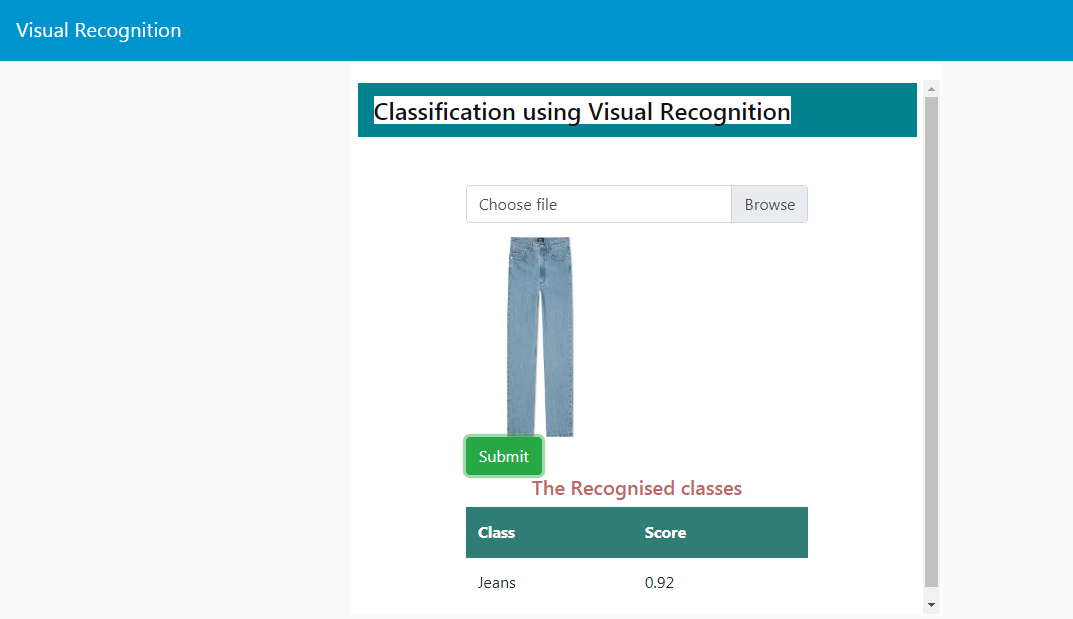 Visual Recognition
Classification using Visual Recognition
Choose file Browse
Submit
The Recognised classes
Class Score
Jeans 0.92